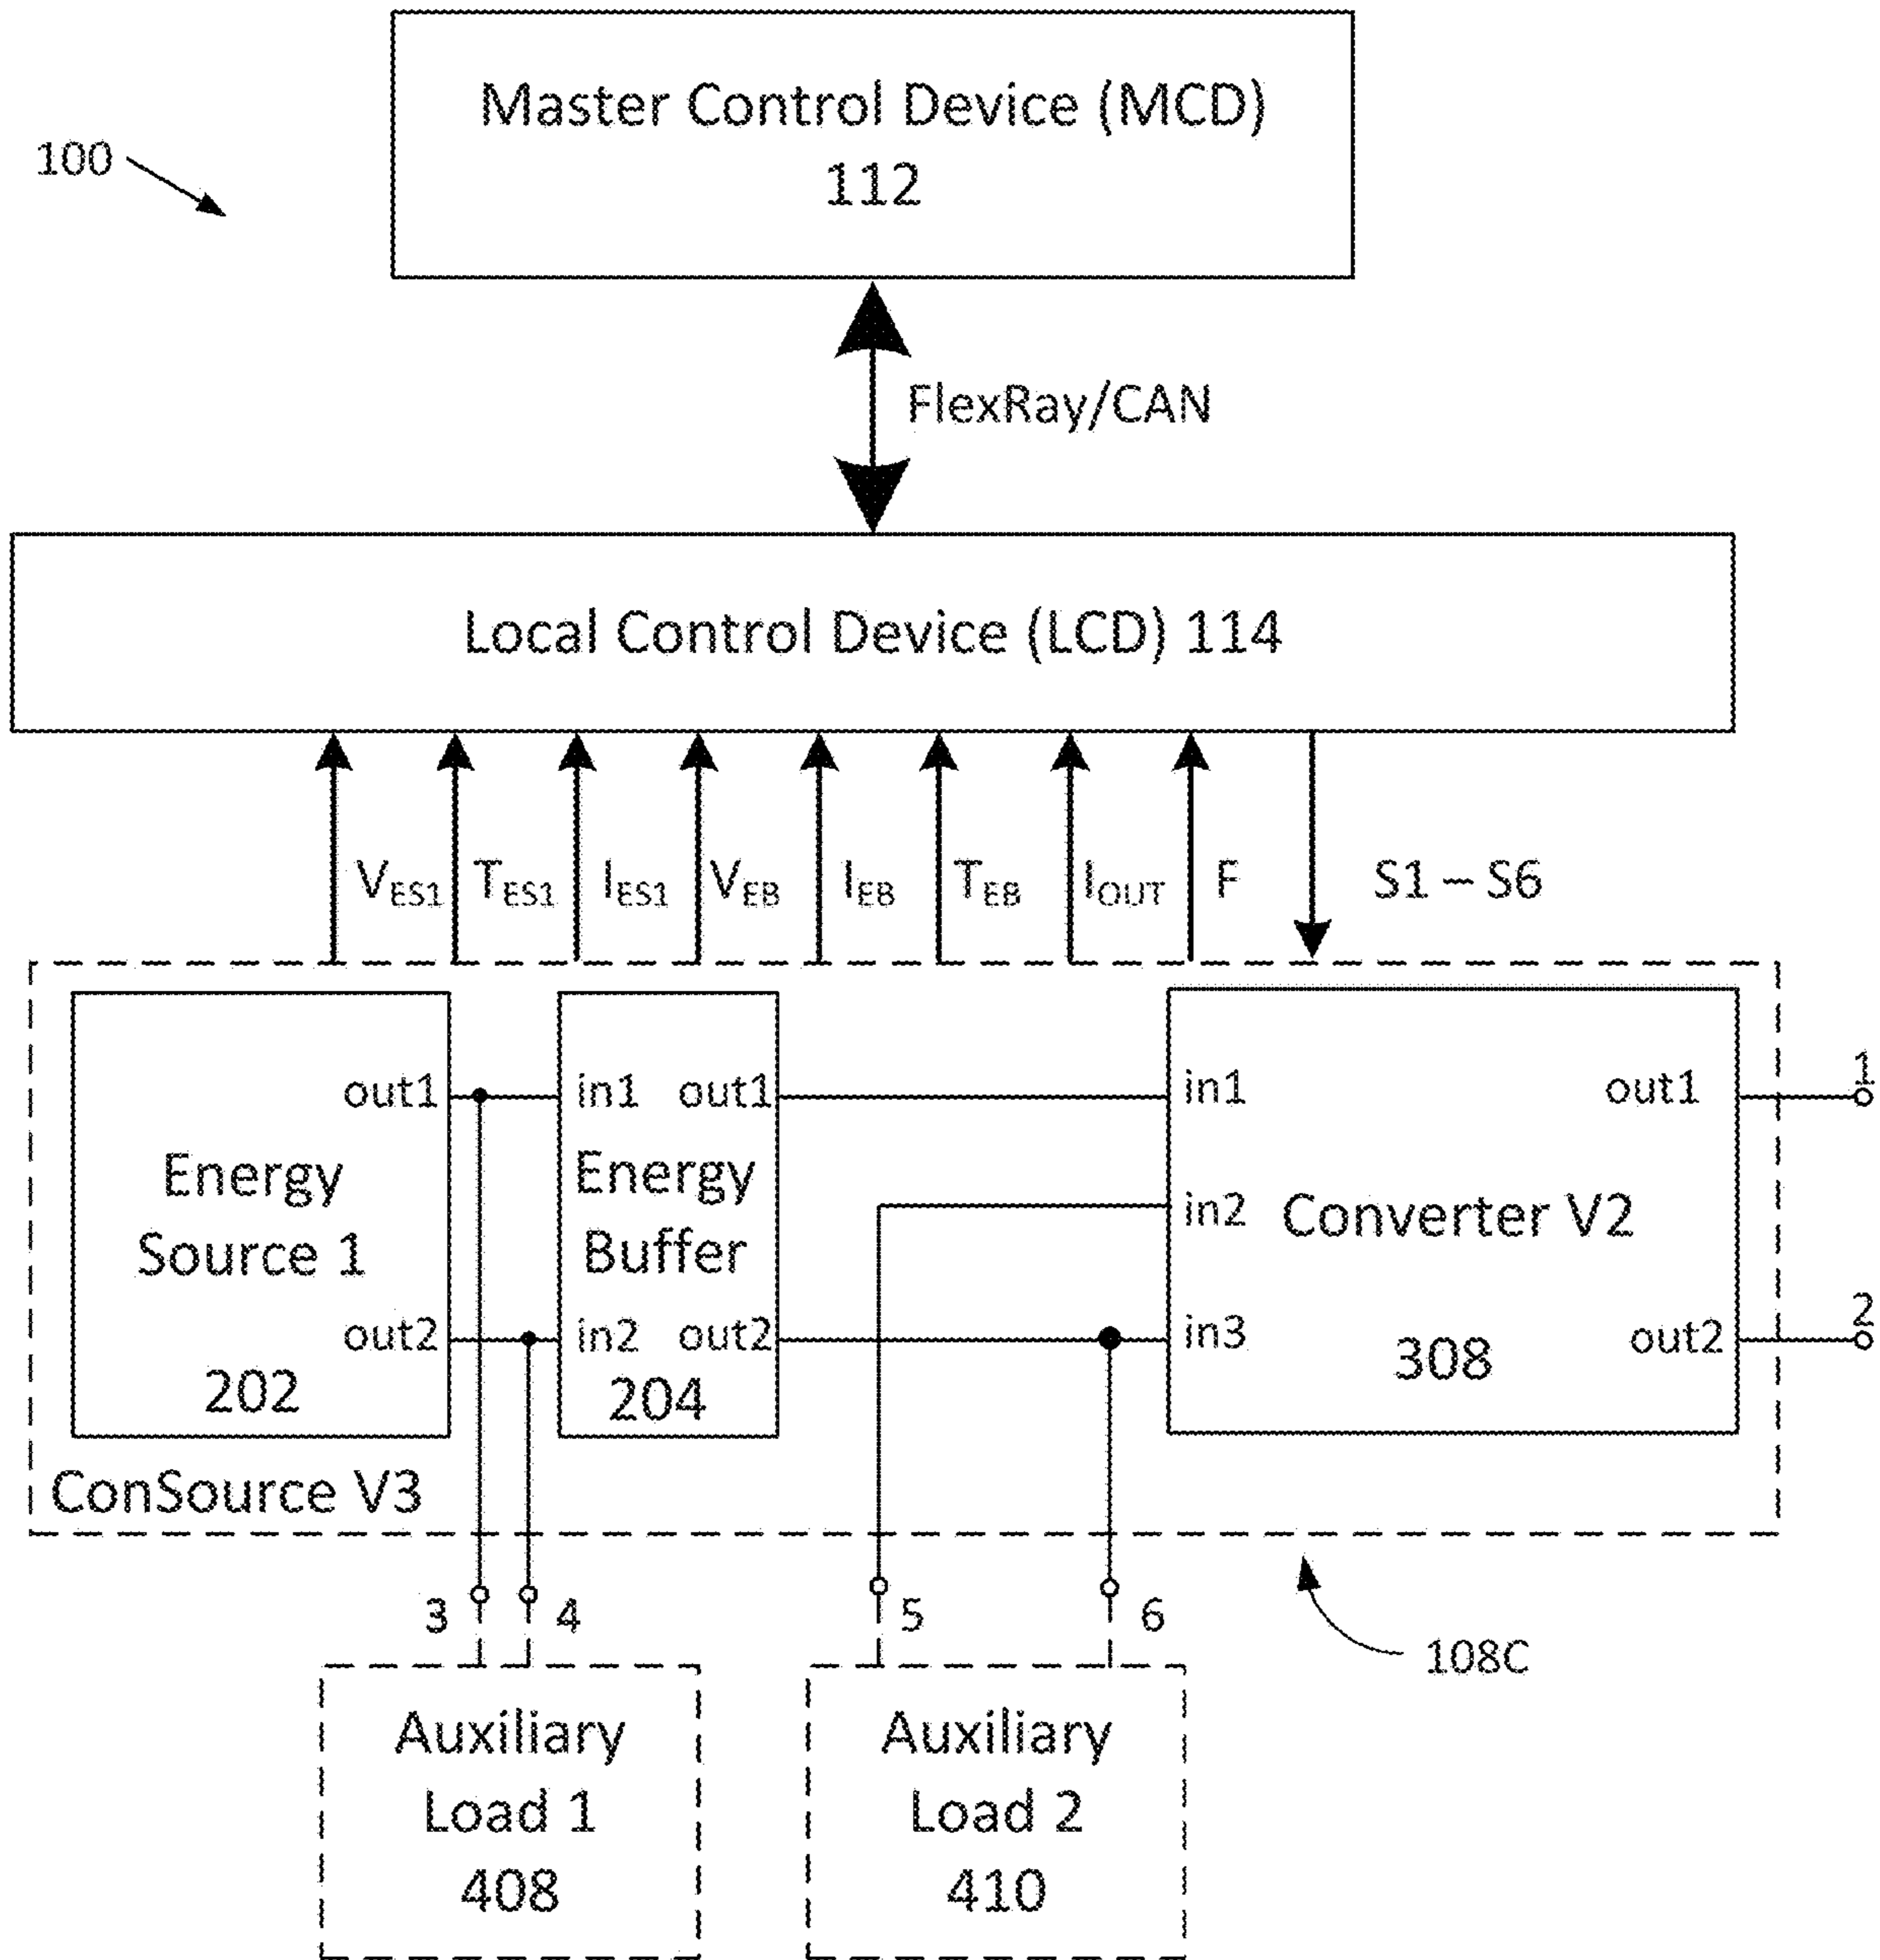 Master Control Device (MCD)
112
100
FlexRay/CAN
Local Control Device (LCD) 114
VES1 TES1 IES1 VEB IEB TEB IOUT F S1 – S6
out1 in1 out1 in1 out1 1
Energy Source 1
Energy Buffer
in2 Converter V2
out2 in2 out2 in3 out2 2
202 204 308
ConSource V3
3 4 5 6
108C
Auxiliary
Load 1
408
Auxiliary
Load 2
410